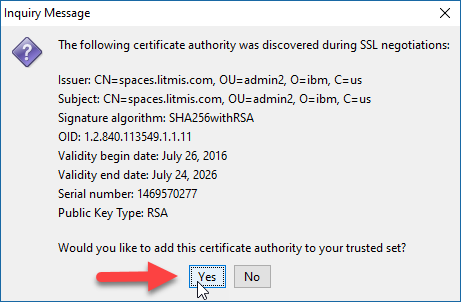 Inquiry Message
The following certificate authority was discovered during SSL negotiations:
Issuer: CN=spaces.litmis.com, OU=admin2, O=ibm, C=us
Subject: CN=spaces.litmis.com, OU=admin2, O=ibm, C=us
Signature algorithm: SHA256withRSA
OID: 1.2.840.113549.1.1.11
Validity begin date: July 26, 2016
Validity end date: July 24, 2026
Serial number: 1469570277
Public Key Type: RSA
Would you like to add this certificate authority to your trusted set?
Yes No